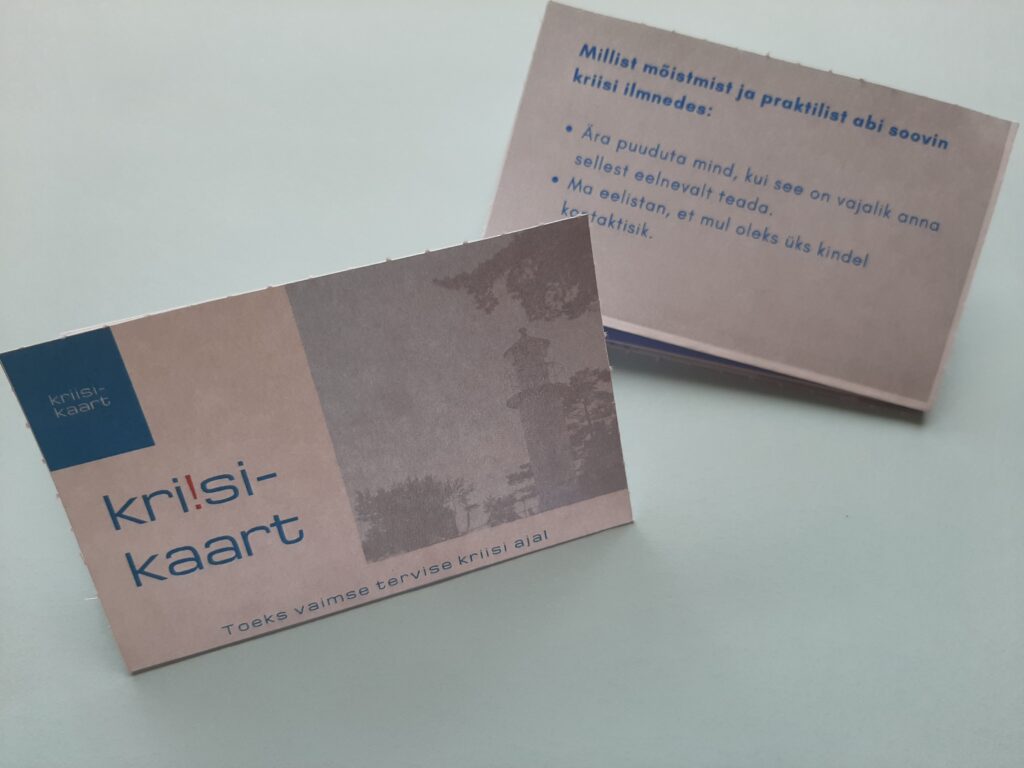 kriisi-
kaart
kri!si-
kaart
Toeks vaimse tervise kriisi ajal
Millist mõistmist ja praktilist abi soovin
kriisi ilmnedes:
• Ära puuduta mind, kui see on vajalik anna
sellest eelnevalt teada.
• Ma eelistan, et mul oleks üks kindel
kontaktisik.